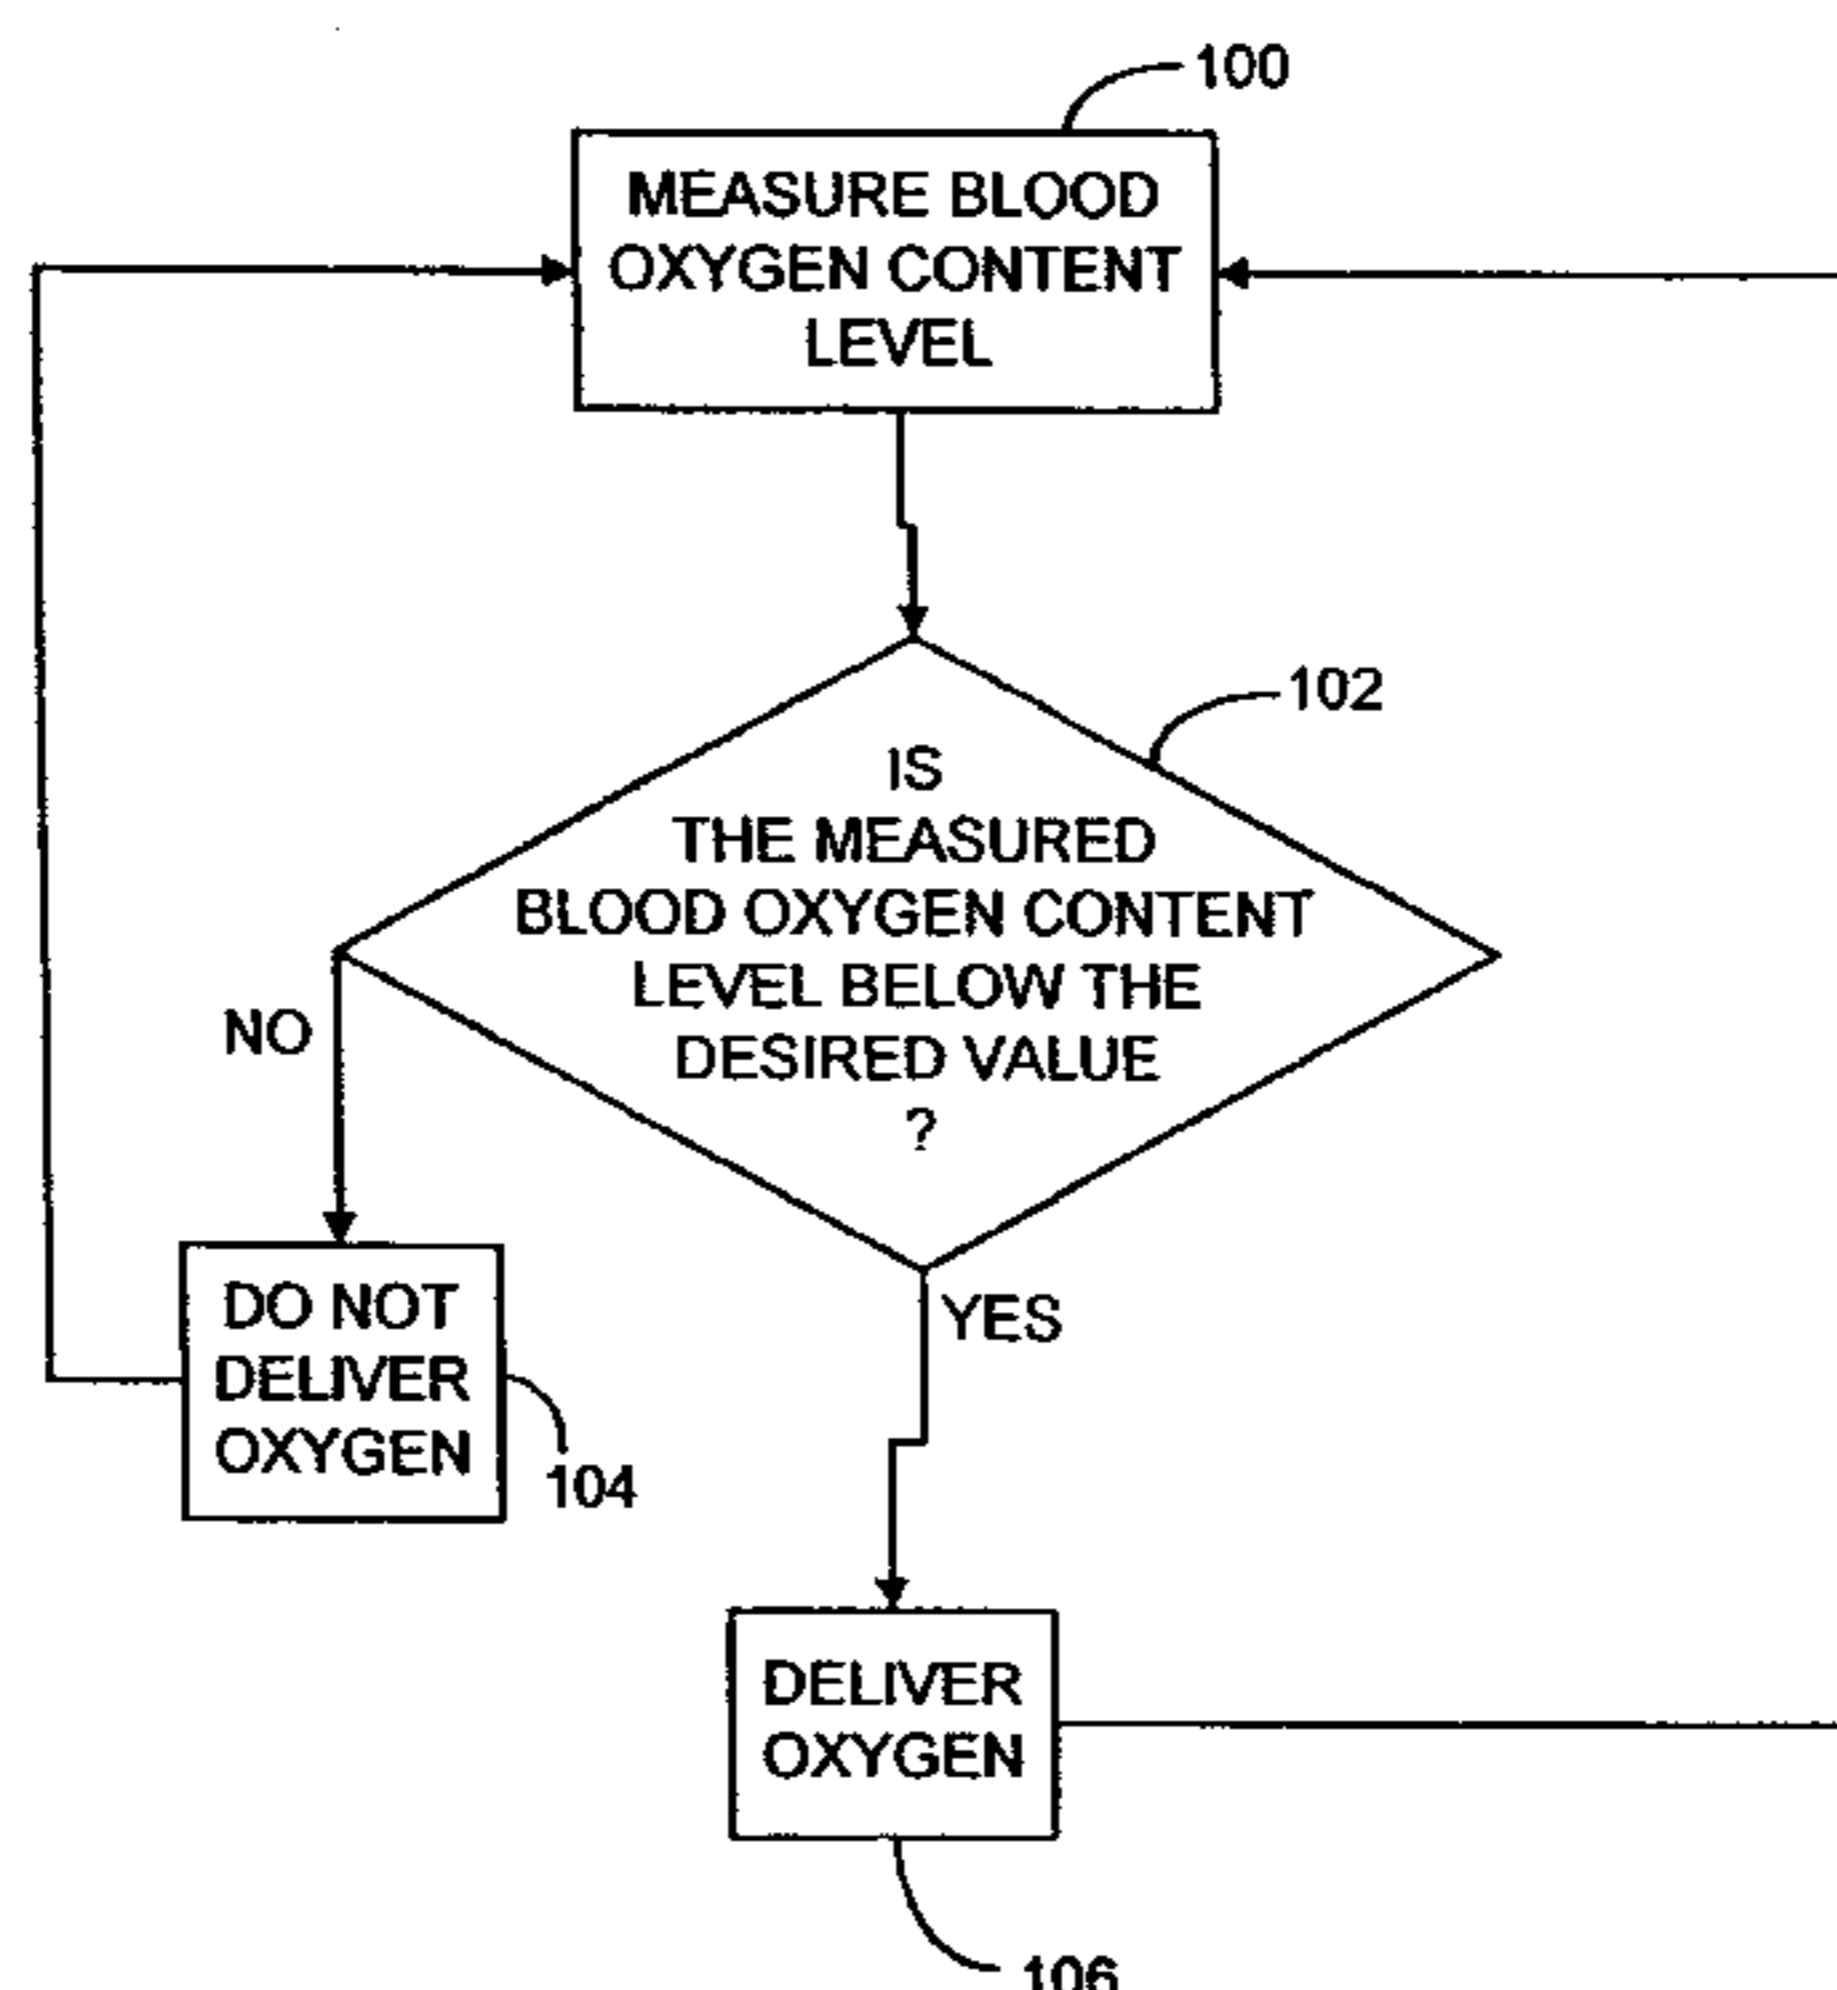 100
MEASURE BLOOD
OXYGEN CONTENT
LEVEL
102
IS
THE MEASURED
BLOOD OXYGEN CONTENT
LEVEL BELOW THE
DESIRED VALUE
?
NO
DO NOT
DELIVER
OXYGEN
104
YES
DELIVER
OXYGEN
106